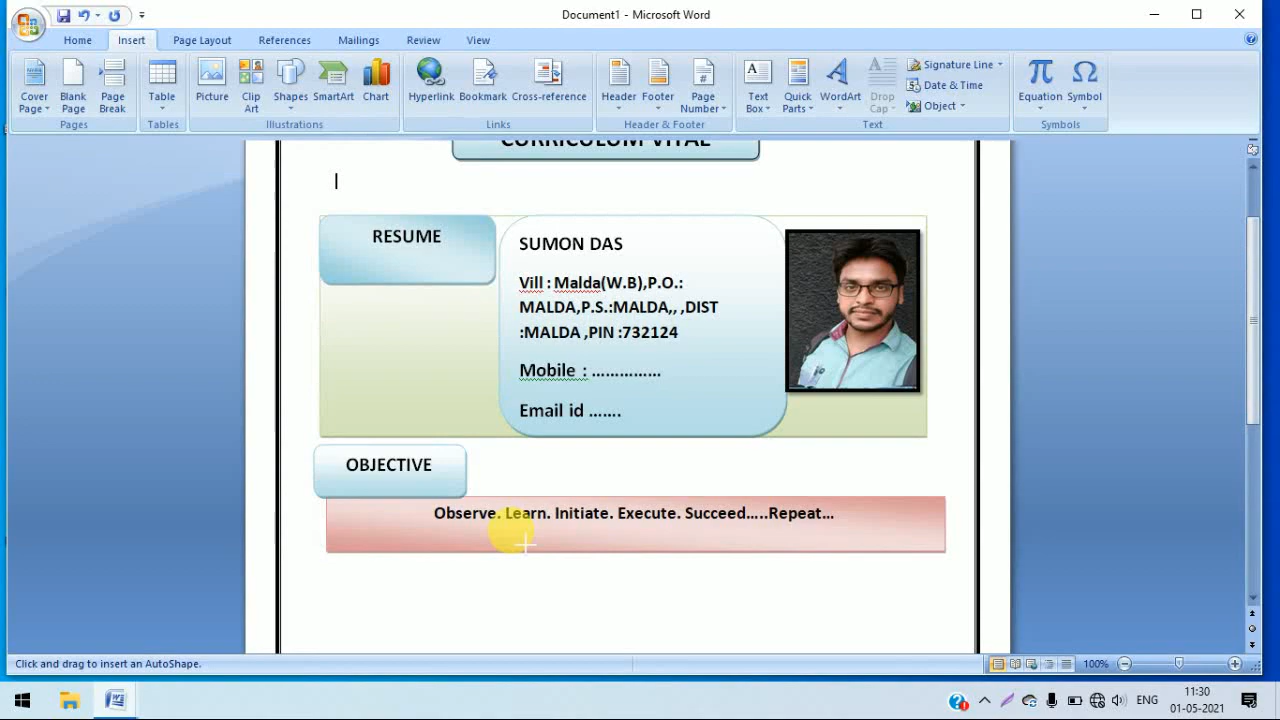 Document1 - Microsoft Word
Home Insert Page Layout References Mailings Review View
Cover Page Blank Page Page Break Table Picture Clip Art Shapes SmartArt Chart Hyperlink Bookmark Cross-reference Header Footer Page Number Text Box Quick Parts WordArt Drop Cap Signature Line Date & Time Object Equation Symbol
Pages Tables Illustrations Links Header & Footer Text Symbols
CURRICULUM VITAL
RESUME
SUMON DAS
Vill : Malda(W.B),P.O.:
MALDA,P.S.:MALDA,, ,DIST
:MALDA ,PIN :732124
Mobile : ..............
Email id .......
OBJECTIVE
Observe. Learn. Initiate. Execute. Succeed.....Repeat...
Click and drag to insert an AutoShape.
100%
ENG
11:30
01-05-2021